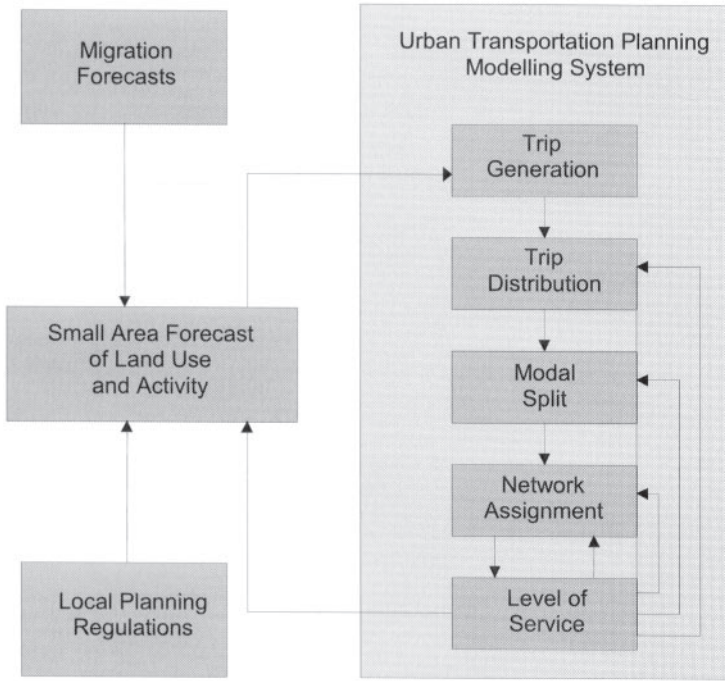 Migration
Forecasts
Small Area Forecast
of Land Use
and Activity
Local Planning
Regulations
Urban Transportation Planning
Modelling System
Trip
Generation
Trip
Distribution
Modal
Split
Network
Assignment
Level of
Service